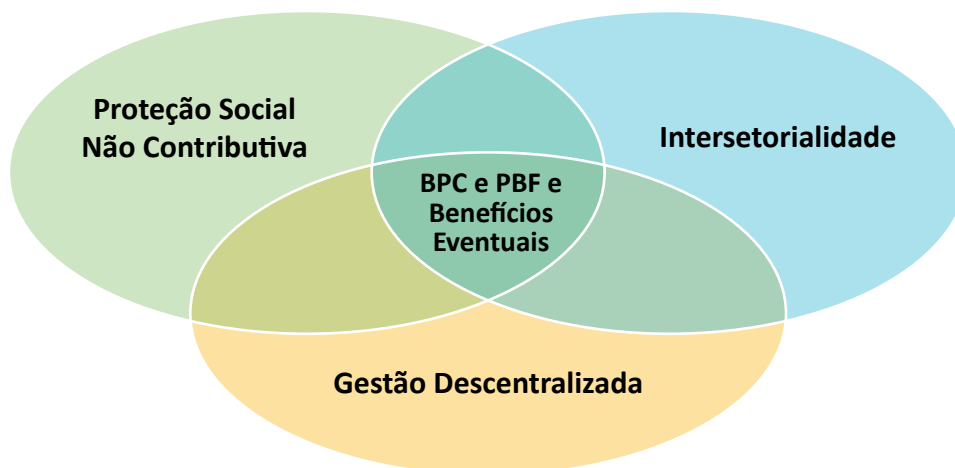 Proteção Social
Não Contributiva
Intersetorialidade
BPC e PBF e
Benefícios
Eventuais
Gestão Descentralizada